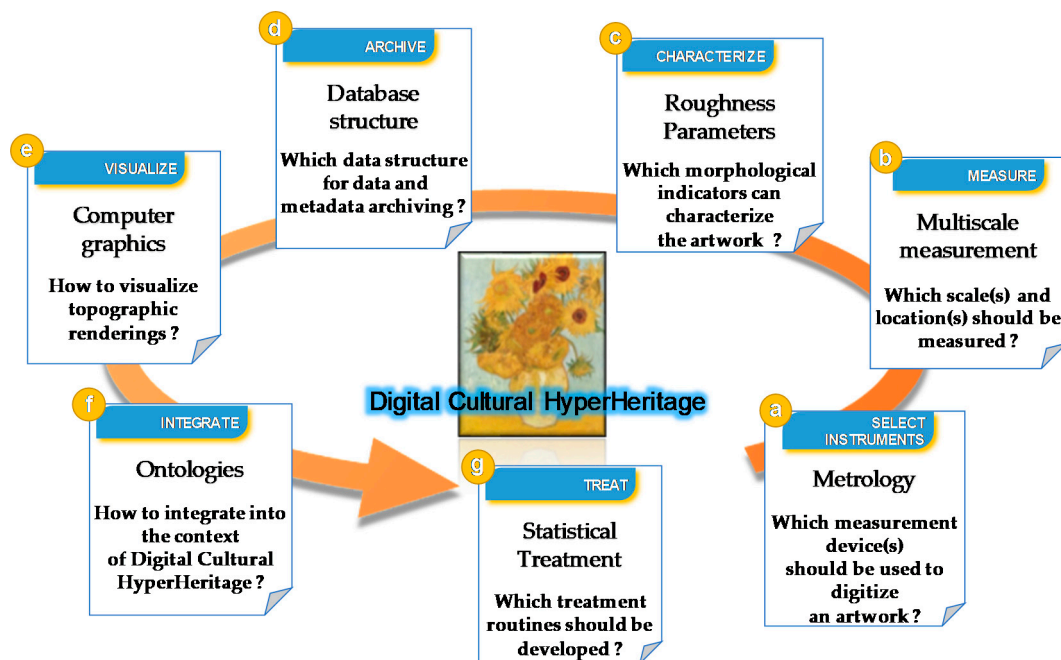 a
SELECT
INSTRUMENTS
Metrology
Which measurement
device(s)
should be used to
digitize
an artwork ?
b
MEASURE
Multiscale
measurement
Which scale(s) and
location(s) should be
measured ?
c
CHARACTERIZE
Roughness
Parameters
Which morphological
indicators can
characterize
the artwork ?
d
ARCHIVE
Database
structure
Which data structure
for data and
metadata archiving ?
e
VISUALIZE
Computer
graphics
How to visualize
topographic
renderings ?
f
INTEGRATE
Ontologies
How to integrate into
the context
of Digital Cultural
HyperHeritage ?
g
TREAT
Statistical
Treatment
Which treatment
routines should be
developed ?
Digital Cultural HyperHeritage